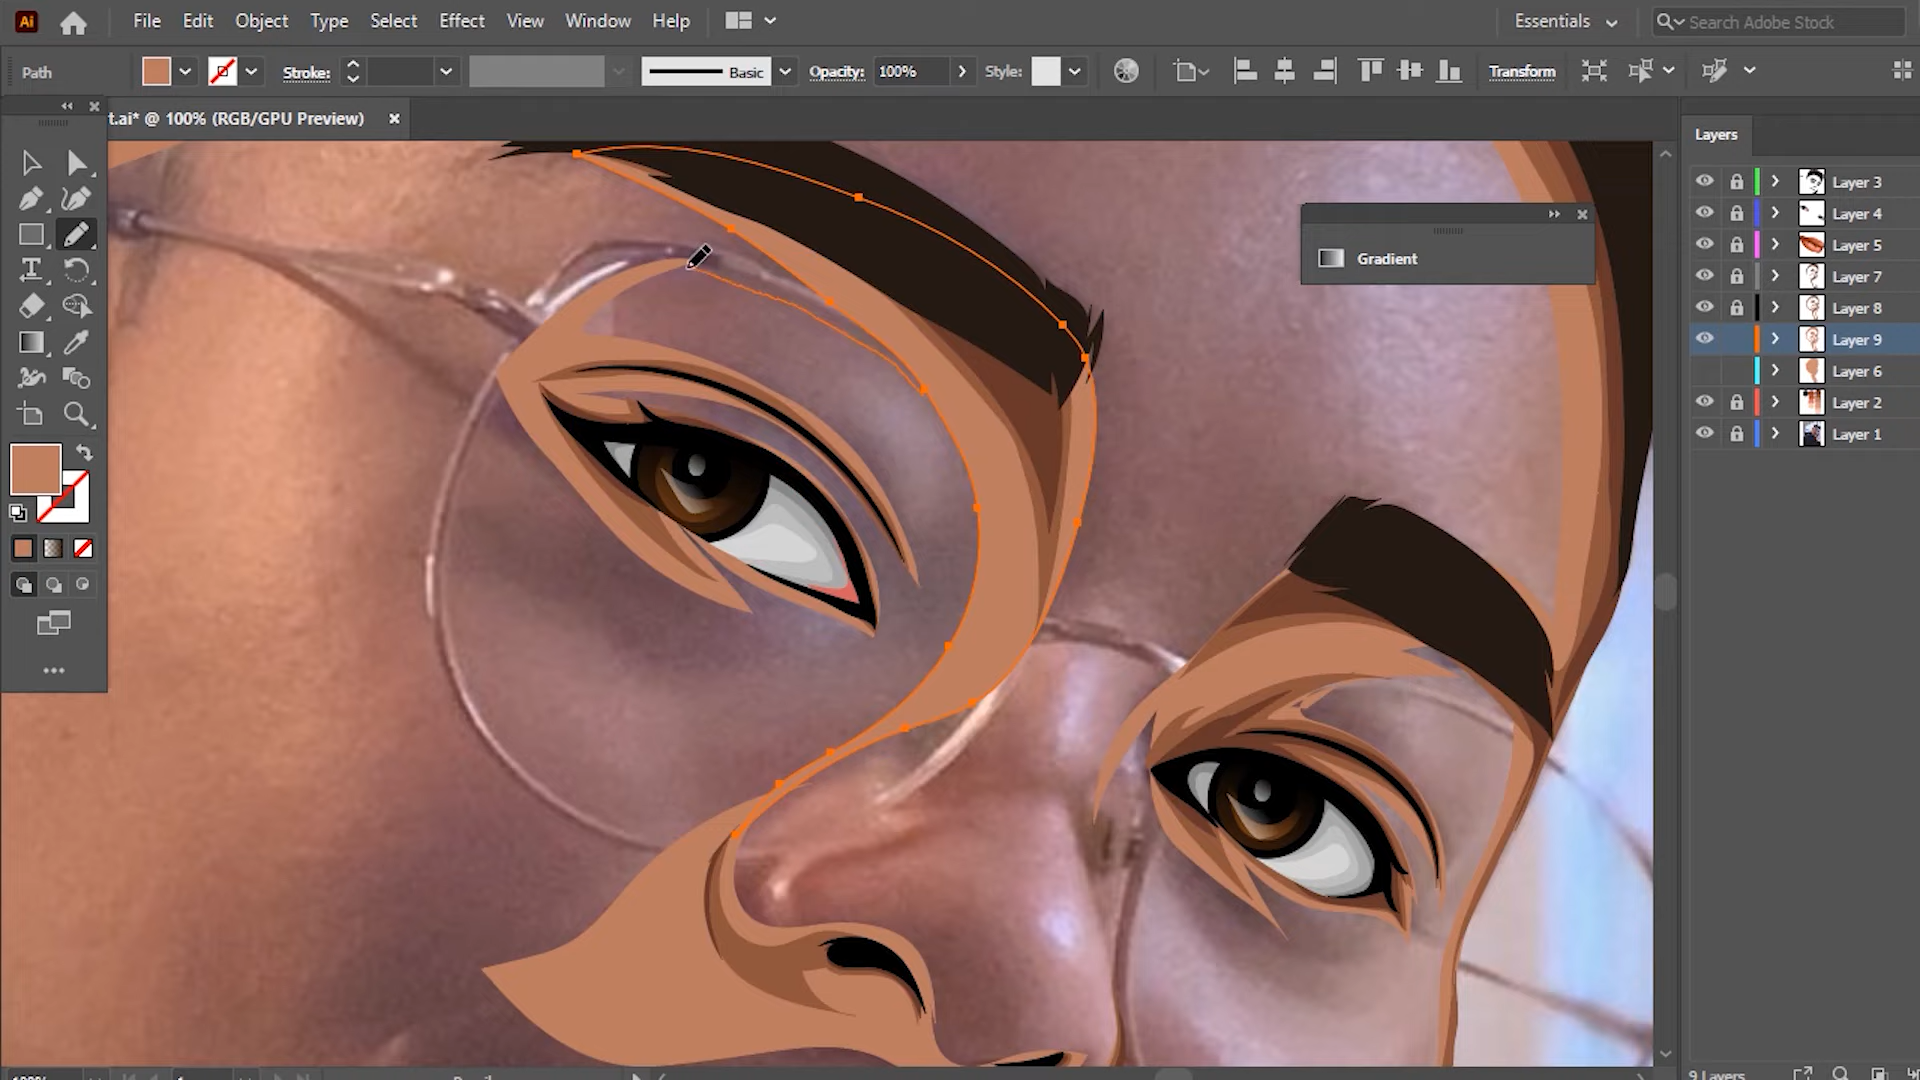 Ai File Edit Object Type Select Effect View Window Help Essentials Search Adobe Stock
Path Stroke: Basic Opacity: 100% Style: Transform
t.ai* @ 100% (RGB/GPU Preview)
Layers
Layer 3
Layer 4
Layer 5
Layer 7
Layer 8
Layer 9
Layer 6
Layer 2
Layer 1
Gradient
9 Layers